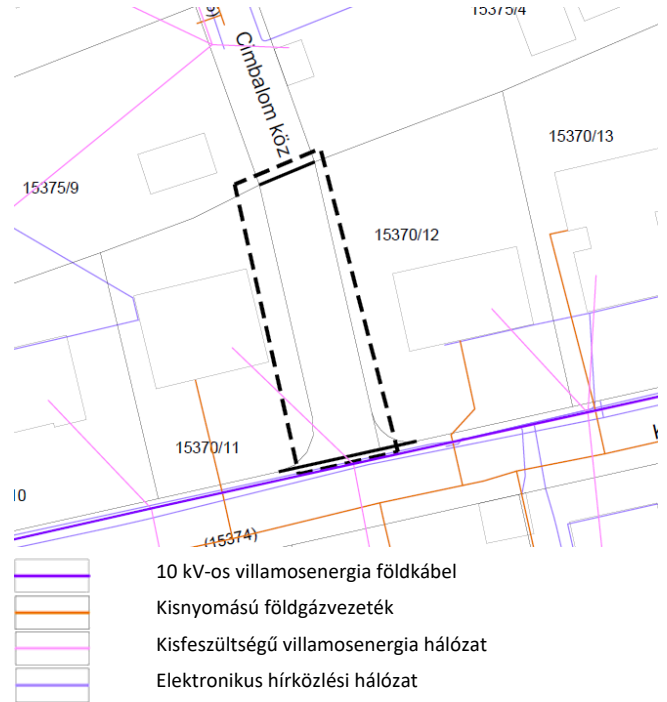 15375/4
Cimbalom köz
15370/13
15375/9
15370/12
15370/11
10
(15374)
10 kV-os villamosenergia földkábel
Kisnyomású földgázvezeték
Kisfeszültségű villamosenergia hálózat
Elektronikus hírközlési hálózat